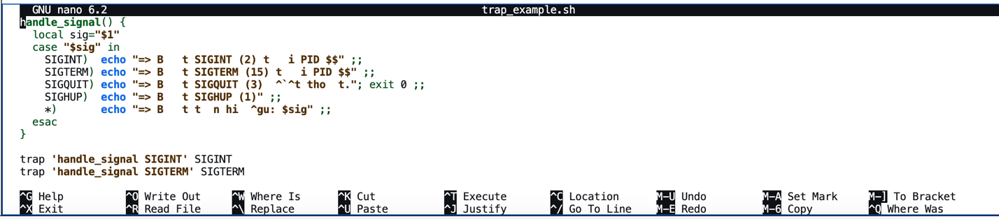 GNU nano 6.2 trap_example.sh
handle_signal() {
  local sig="$1"
  case "$sig" in
    SIGINT)  echo "=> B   t SIGINT (2) t   i PID $$" ;;
    SIGTERM) echo "=> B   t SIGTERM (15) t   i PID $$" ;;
    SIGQUIT) echo "=> B   t SIGQUIT (3)  ^`^t tho  t."; exit 0 ;;
    SIGHUP)  echo "=> B   t SIGHUP (1)" ;;
    *)       echo "=> B   t t  n hi  ^gu: $sig" ;;
  esac
}
trap 'handle_signal SIGINT' SIGINT
trap 'handle_signal SIGTERM' SIGTERM
^G Help ^O Write Out ^W Where Is ^K Cut ^T Execute ^C Location M-U Undo M-A Set Mark M-] To Bracket
^X Exit ^R Read File ^\ Replace ^U Paste ^J Justify ^/ Go To Line M-E Redo M-6 Copy ^Q Where Was